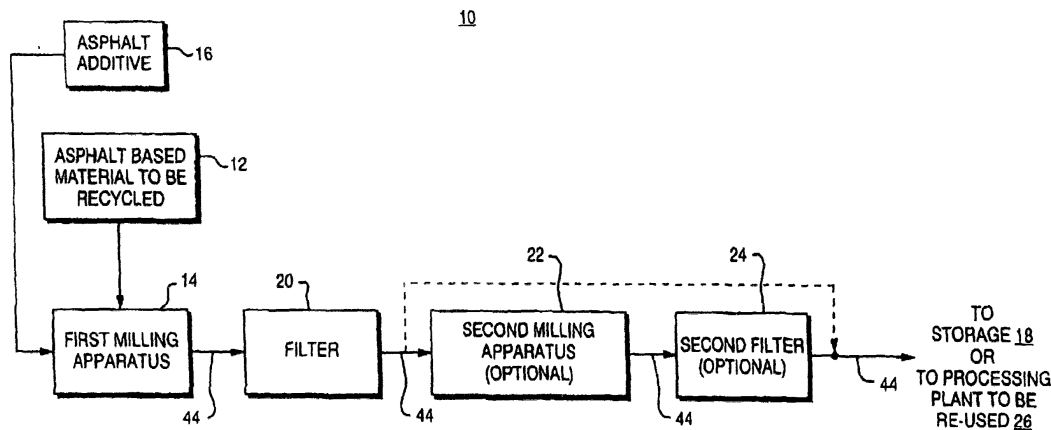 10
ASPHALT
ADDITIVE
16
ASPHALT BASED
MATERIAL TO BE
RECYCLED
12
14
FIRST MILLING
APPARATUS
44
20
FILTER
44
22
SECOND MILLING
APPARATUS
(OPTIONAL)
44
24
SECOND FILTER
(OPTIONAL)
44
TO
STORAGE 18
OR
TO PROCESSING
PLANT TO BE
RE-USED 26